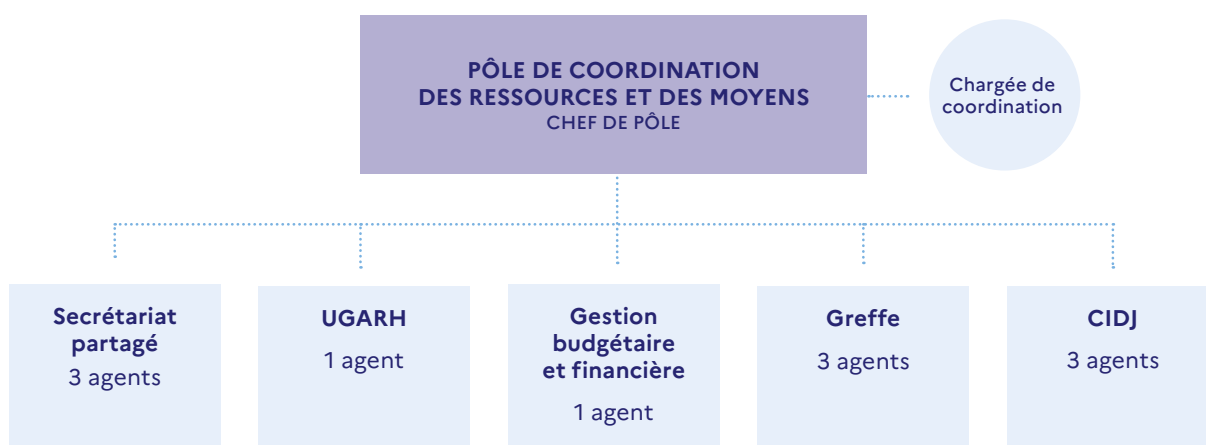 PÔLE DE COORDINATION
DES RESSOURCES ET DES MOYENS
CHEF DE PÔLE
Chargée de
coordination
Secrétariat
partagé
3 agents
UGARH
1 agent
Gestion
budgétaire
et financière
1 agent
Greffe
3 agents
CIDJ
3 agents